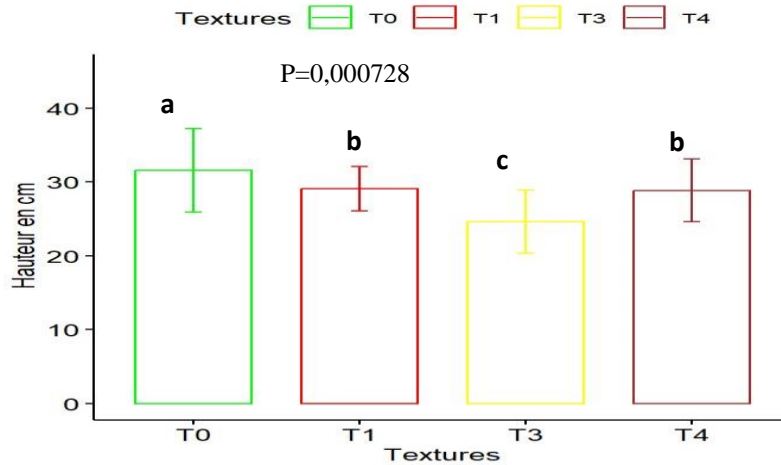 Textures T0 T1 T3 T4
P=0,000728
a
b
c
b
Hauteur en cm
40
30
20
10
0
T0 T1 T3 T4
Textures